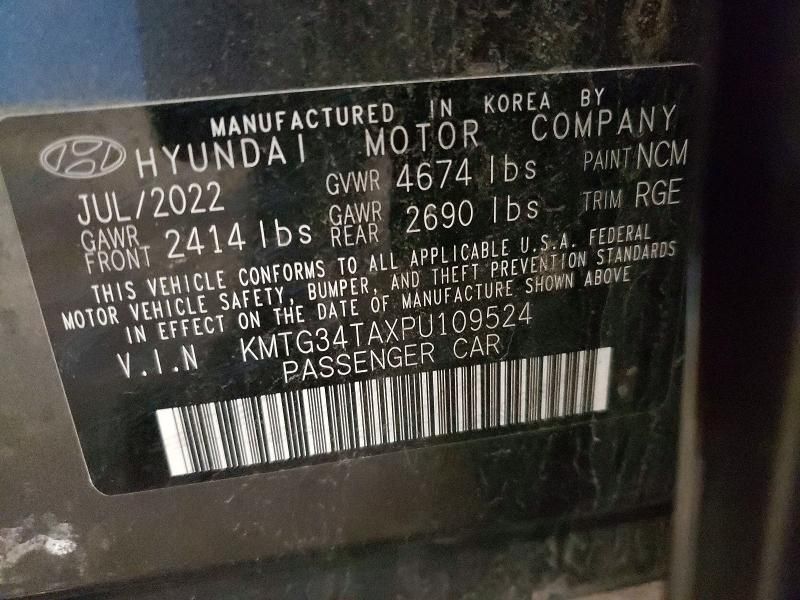 MANUFACTURED IN KOREA BY
HYUNDAI MOTOR COMPANY
JUL/2022 GVWR 4674 lbs PAINT NCM
GAWR FRONT 2414 lbs GAWR REAR 2690 lbs TRIM RGE
THIS VEHICLE CONFORMS TO ALL APPLICABLE U.S.A. FEDERAL
MOTOR VEHICLE SAFETY, BUMPER, AND THEFT PREVENTION STANDARDS
IN EFFECT ON THE DATE OF MANUFACTURE SHOWN ABOVE
V.I.N KMTG34TAXPU109524
PASSENGER CAR